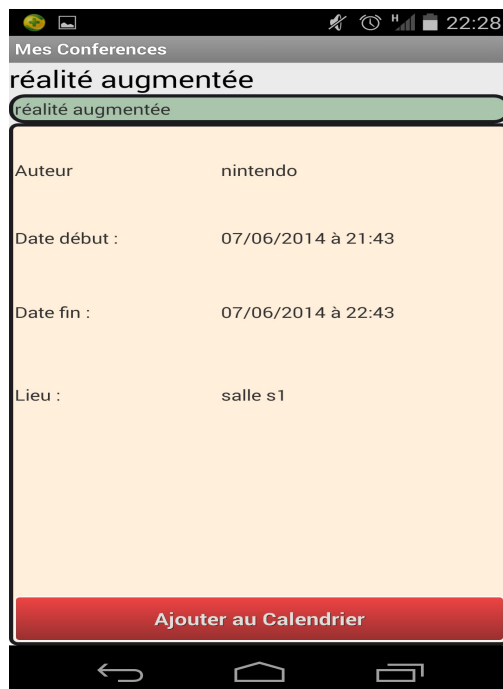 H 22:28
Mes Conferences
réalité augmentée
réalité augmentée
Auteur nintendo
Date début : 07/06/2014 à 21:43
Date fin : 07/06/2014 à 22:43
Lieu : salle s1
Ajouter au Calendrier